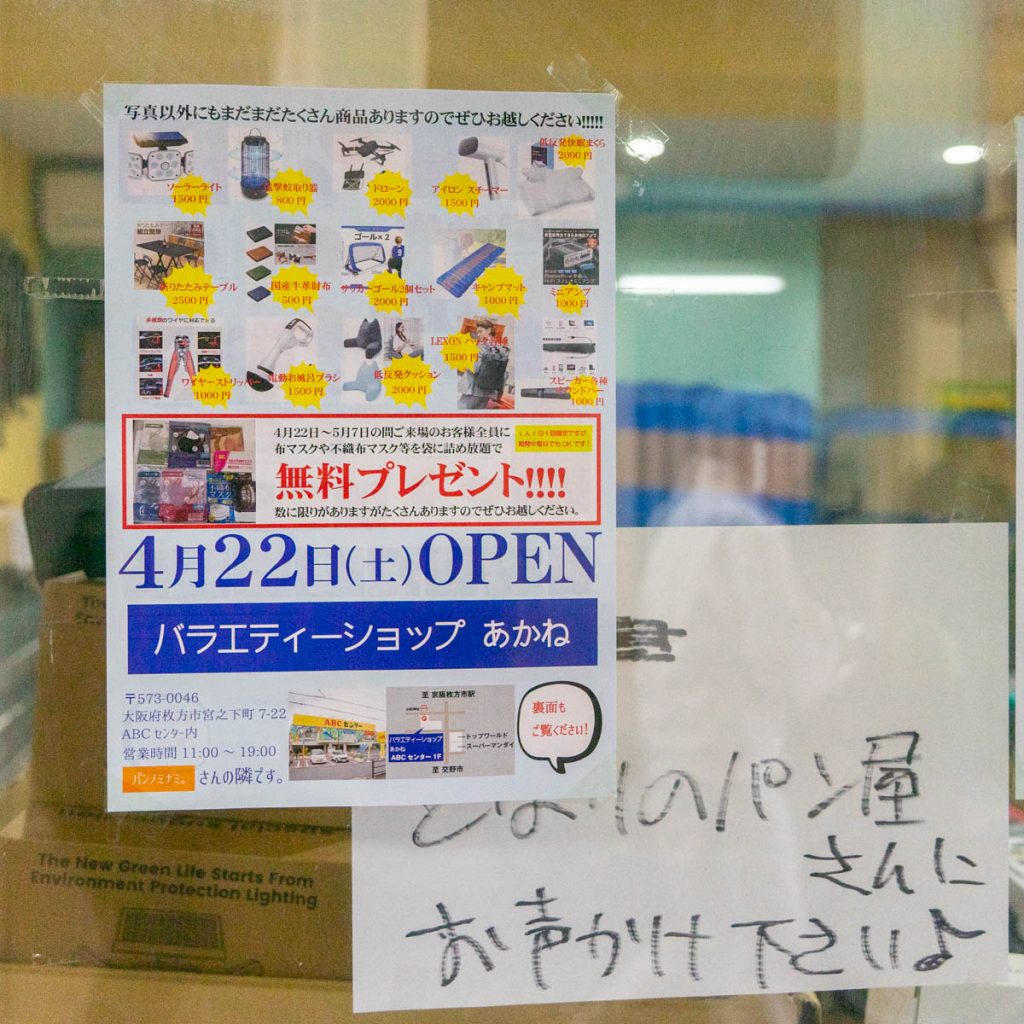 写真以外にもまだまだたくさん商品ありますのでぜひお越しください!!!!!
ソーラーライト
1500円
電撃蚊取り器
800円
ドローン
2000円
アイロン スチーマー
1500円
低反発快眠まくら
2000円
折りたたみテーブル
2500円
国産牛革財布
500円
ゴール×2
サッカーゴール2個セット
2000円
キャンプマット
1000円
ミニアンプ
1000円
ワイヤーストリッパー
1000円
電動お風呂ブラシ
1500円
低反発クッション
2000円
LEXON バック各種
1500円
スピーカー各種
サウンドバー
1000円
4月22日～5月7日の間ご来場のお客様全員に
布マスクや不織布マスク等を袋に詰め放題で
1人1日1回限定ですが
期間中毎日でもOKです!
無料プレゼント!!!!
数に限りがありますがたくさんありますのでぜひお越しください。
4月22日(土)OPEN
バラエティーショップ あかね
〒573-0046
大阪府枚方市宮之下町 7-22
ABC センター内
営業時間 11:00 ～ 19:00
パンノミナミ。さんの隣です。
ABCセンター
至 京阪枚方市駅
バラエティーショップ
あかね
ABC センター 1F
トップワールド
スーパーマンダイ
至 交野市
裏面も
ご覧ください!
となりのパン屋
さんに
お声かけ下さい♪
The New Green Life Starts From
Environment Protection Lighting